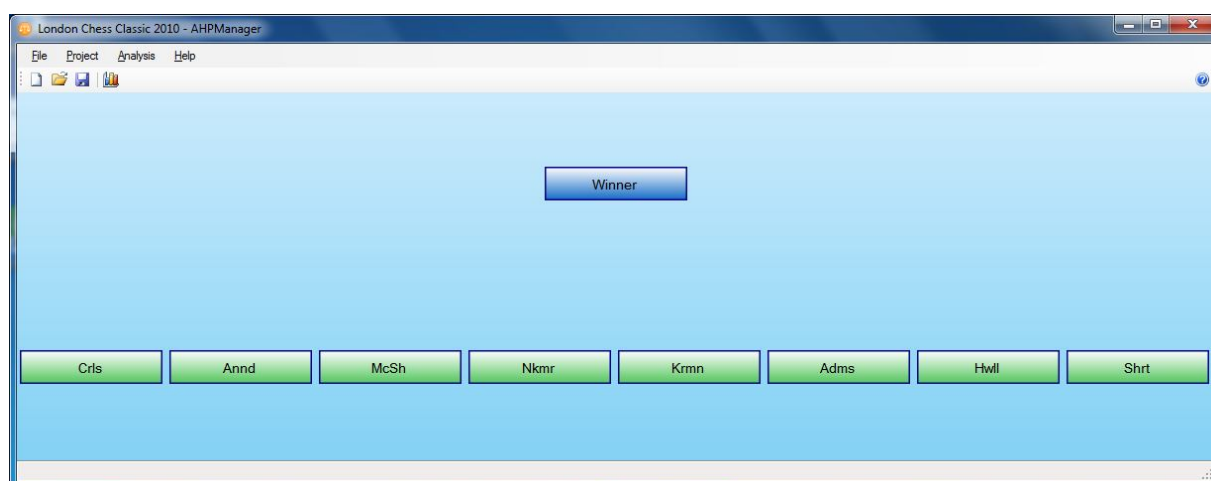 London Chess Classic 2010 - AHPManager
File Project Analysis Help
Winner
Crls Annd McSh Nkmr Krmn Adms Hwll Shrt